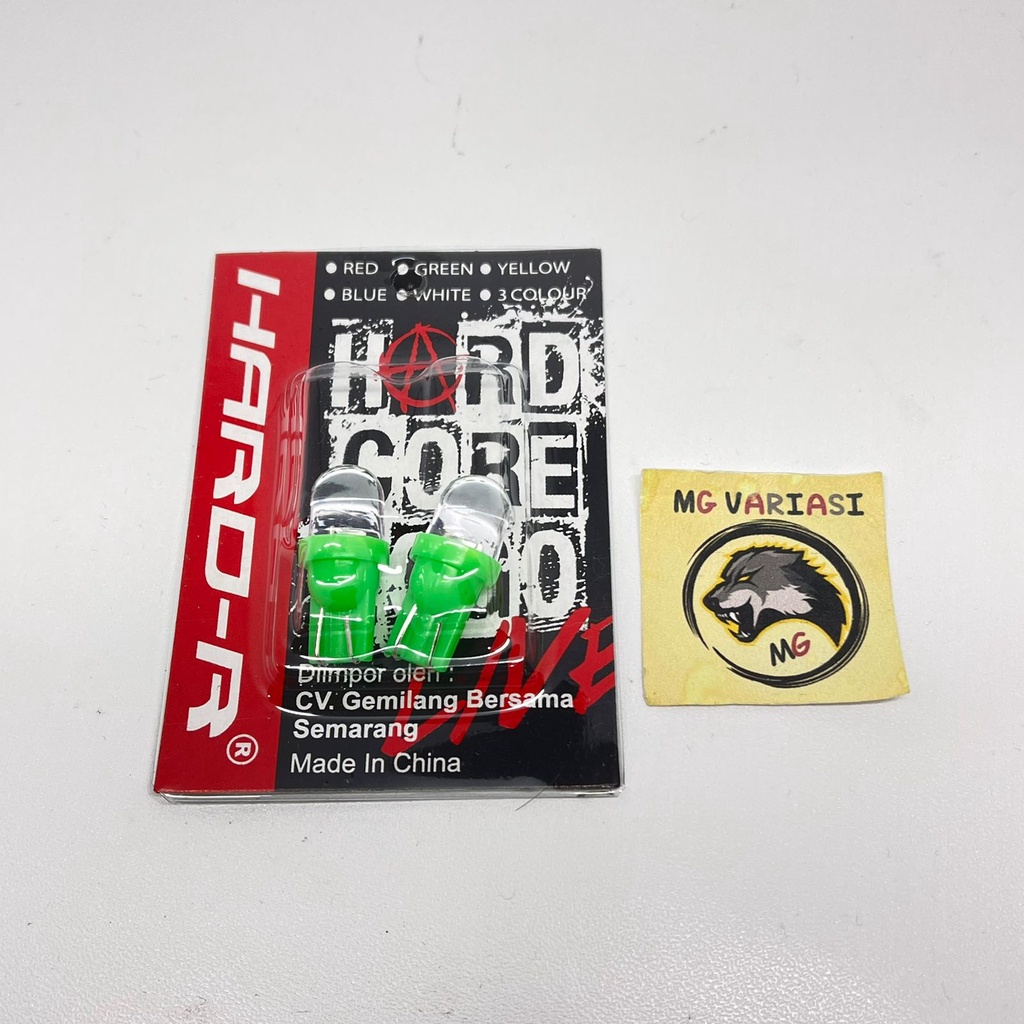 RED GREEN YELLOW
BLUE WHITE 3 COLOUR
HARD-R®
HARD
CORE
LIVE
Diimpor oleh :
CV. Gemilang Bersama
Semarang
Made In China
MG VARIASI
MG